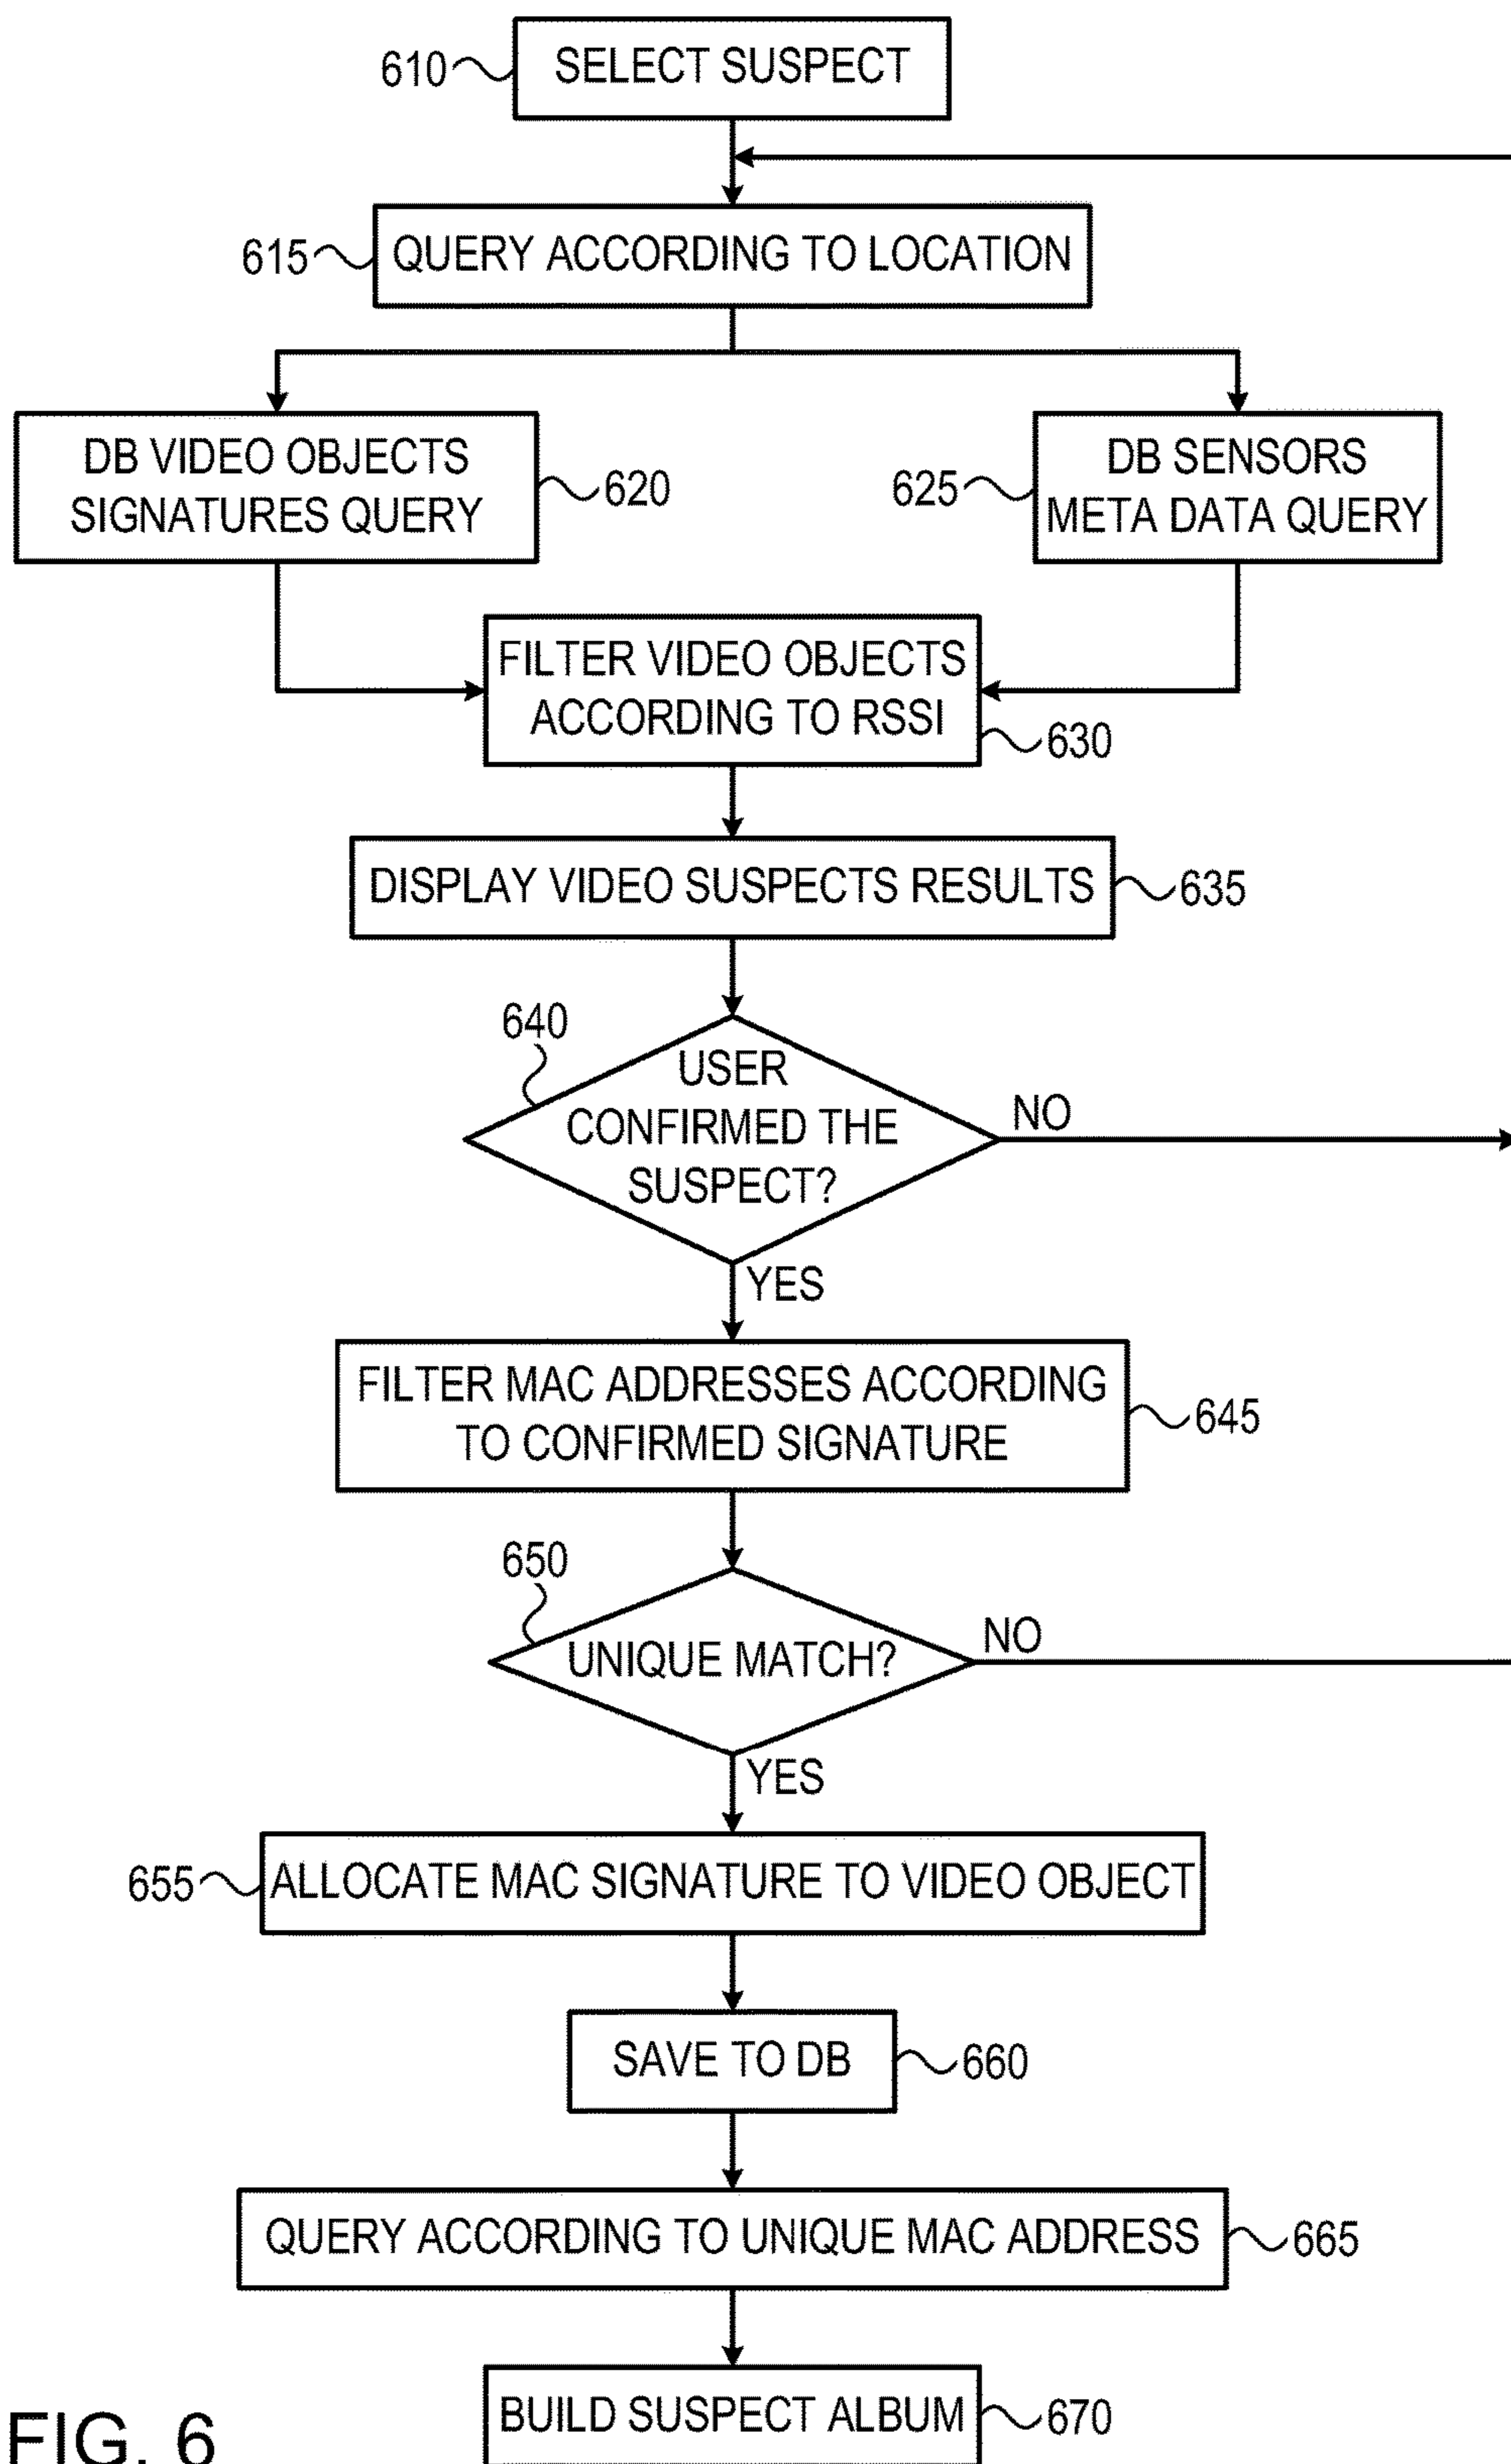 610
SELECT SUSPECT
615
QUERY ACCORDING TO LOCATION
DB VIDEO OBJECTS
SIGNATURES QUERY
620
625
DB SENSORS
META DATA QUERY
FILTER VIDEO OBJECTS
ACCORDING TO RSSI
630
DISPLAY VIDEO SUSPECTS RESULTS
635
640
USER
CONFIRMED THE
SUSPECT?
NO
YES
FILTER MAC ADDRESSES ACCORDING
TO CONFIRMED SIGNATURE
645
650
UNIQUE MATCH?
NO
YES
655
ALLOCATE MAC SIGNATURE TO VIDEO OBJECT
SAVE TO DB
660
QUERY ACCORDING TO UNIQUE MAC ADDRESS
665
BUILD SUSPECT ALBUM
670
FIG. 6